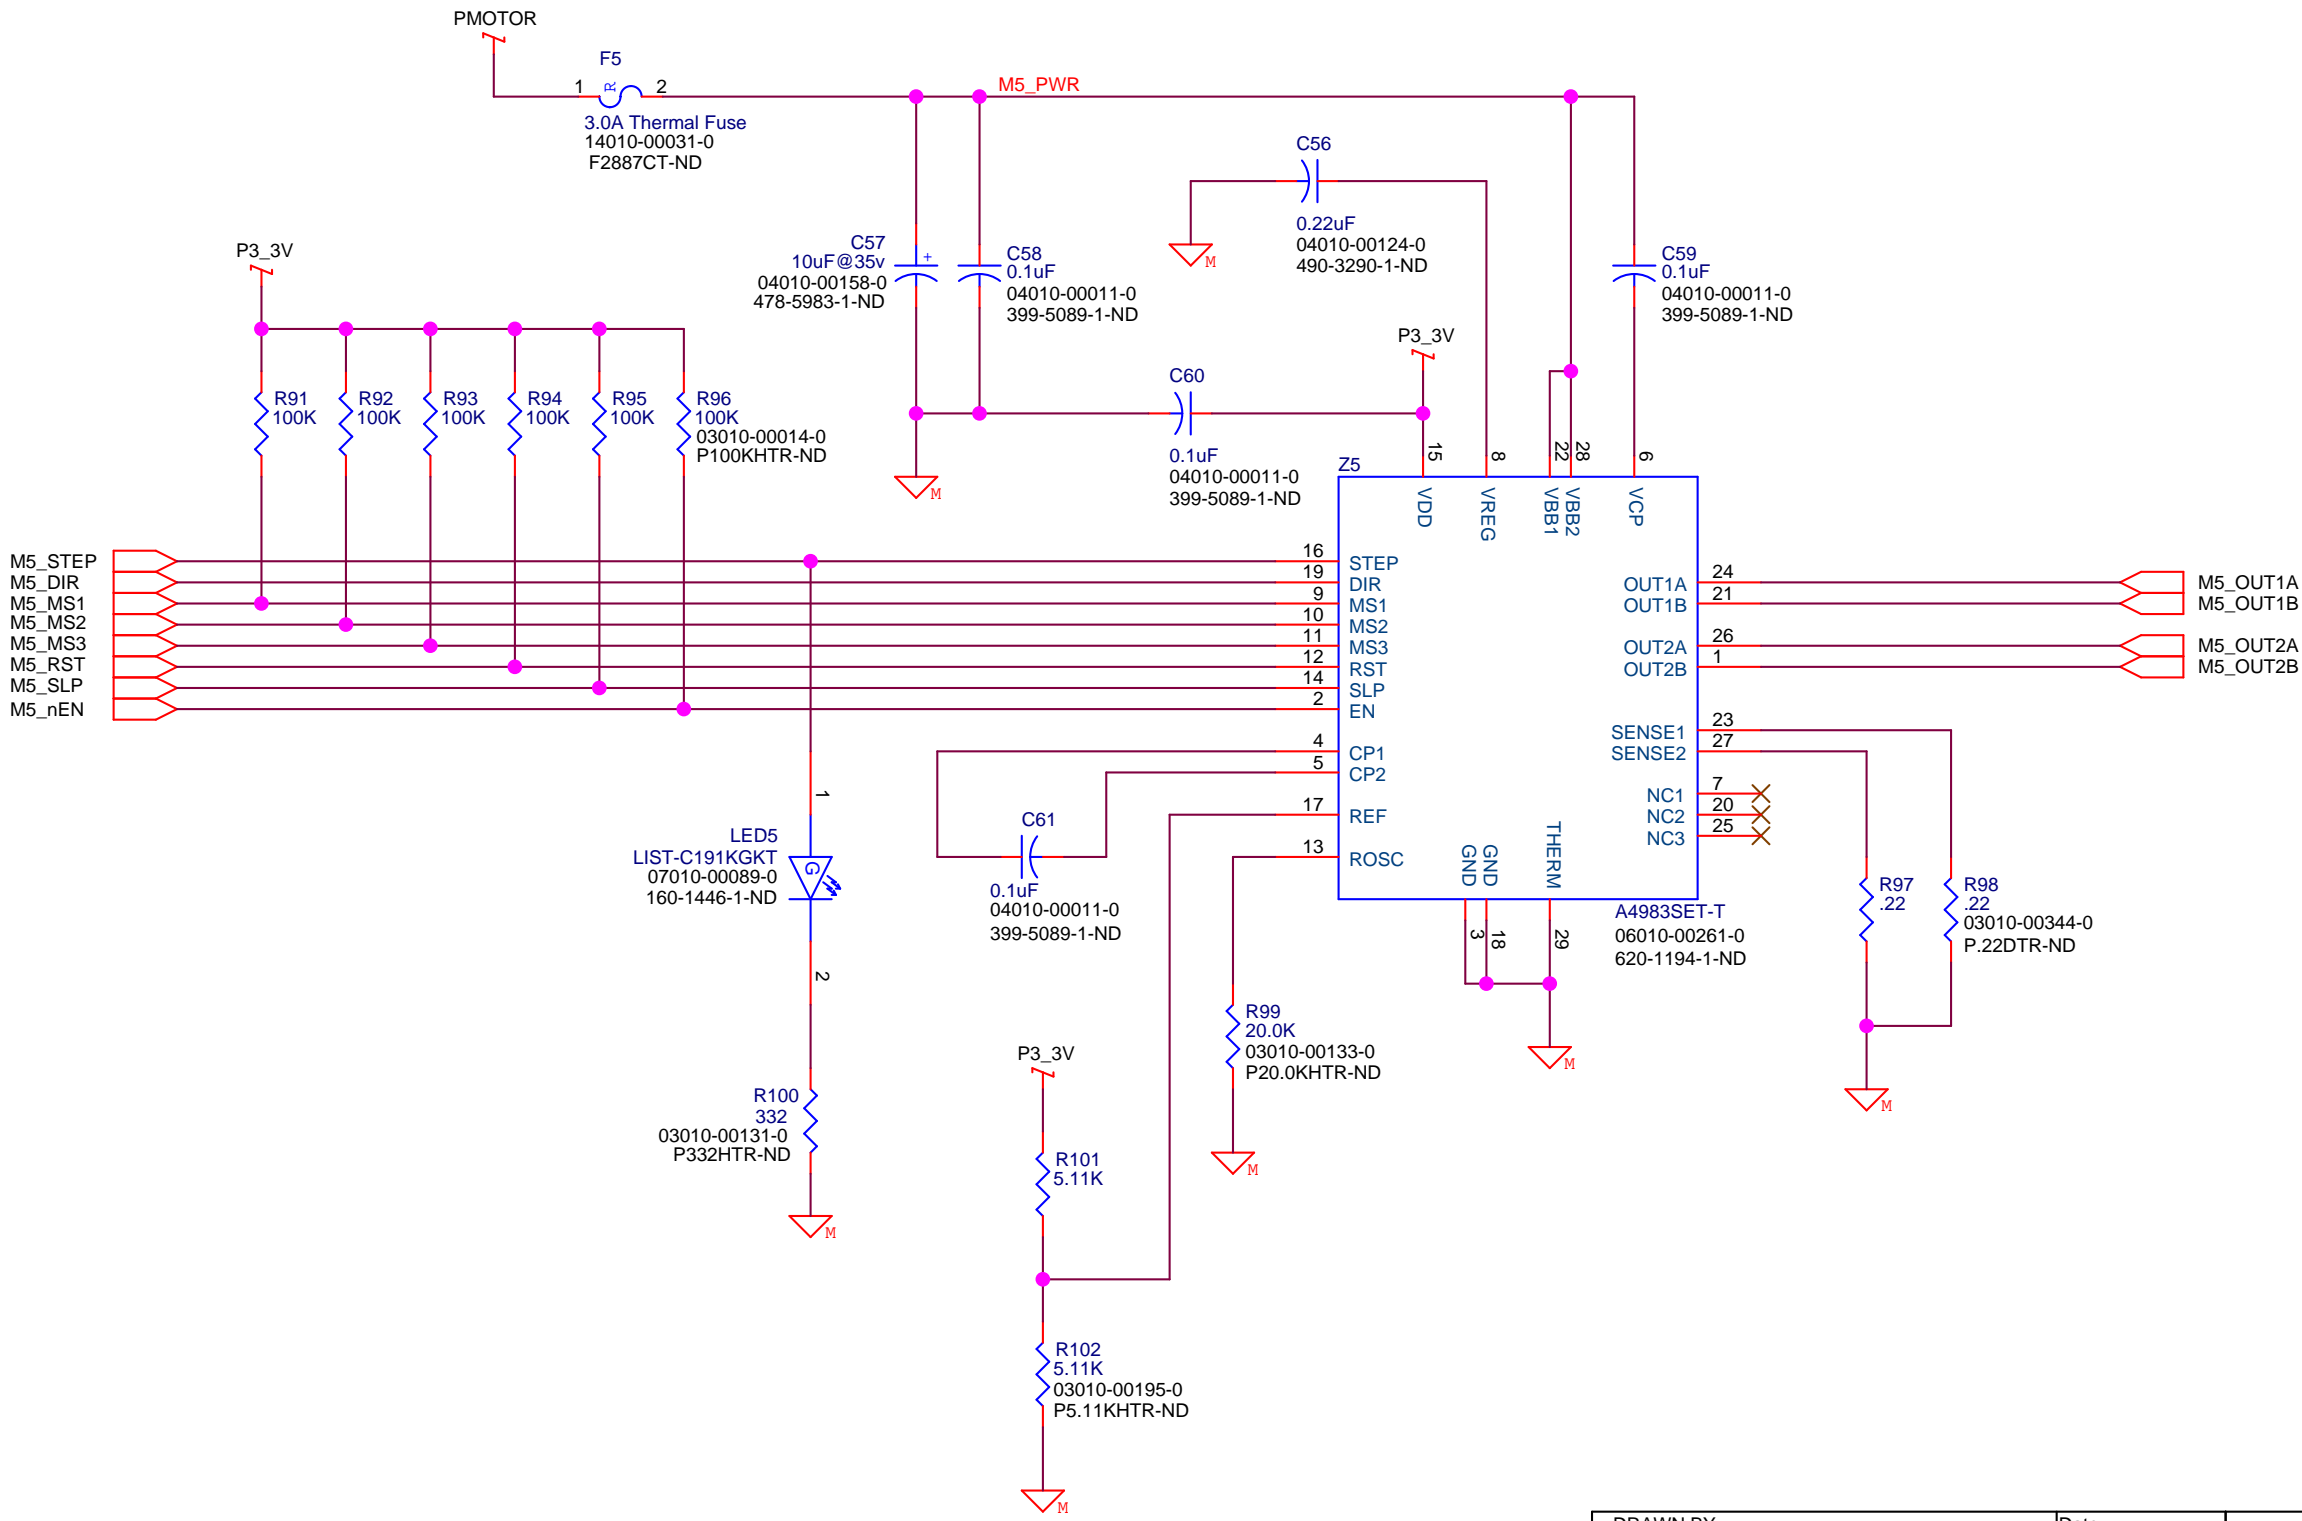 PMOTOR
F5
1
R
2
3.0A Thermal Fuse
14010-00031-0
F2887CT-ND
M5_PWR
C56
0.22uF
04010-00124-0
490-3290-1-ND
M
P3_3V
C57
10uF@35v
04010-00158-0
478-5983-1-ND
+
C58
0.1uF
04010-00011-0
399-5089-1-ND
C59
0.1uF
04010-00011-0
399-5089-1-ND
P3_3V
C60
0.1uF
04010-00011-0
399-5089-1-ND
M
R91
100K
R92
100K
R93
100K
R94
100K
R95
100K
R96
100K
03010-00014-0
P100KHTR-ND
Z5
15
8
22
28
6
VDD
VREG
VBB1
VBB2
VCP
M5_STEP
M5_DIR
M5_MS1
M5_MS2
M5_MS3
M5_RST
M5_SLP
M5_nEN
16
STEP
19
DIR
9
MS1
10
MS2
11
MS3
12
RST
14
SLP
2
EN
4
CP1
5
CP2
17
REF
13
ROSC
OUT1A
24
M5_OUT1A
OUT1B
21
M5_OUT1B
OUT2A
26
M5_OUT2A
OUT2B
1
M5_OUT2B
SENSE1
23
SENSE2
27
NC1
7
NC2
20
NC3
25
GND
GND
THERM
3
18
29
M
A4983SET-T
06010-00261-0
620-1194-1-ND
R97
.22
R98
.22
03010-00344-0
P.22DTR-ND
M
1
LED5
LIST-C191KGKT
07010-00089-0
160-1446-1-ND
G
2
C61
0.1uF
04010-00011-0
399-5089-1-ND
R99
20.0K
03010-00133-0
P20.0KHTR-ND
M
R100
332
03010-00131-0
P332HTR-ND
M
P3_3V
R101
5.11K
R102
5.11K
03010-00195-0
P5.11KHTR-ND
M
DRAWN BY
Date